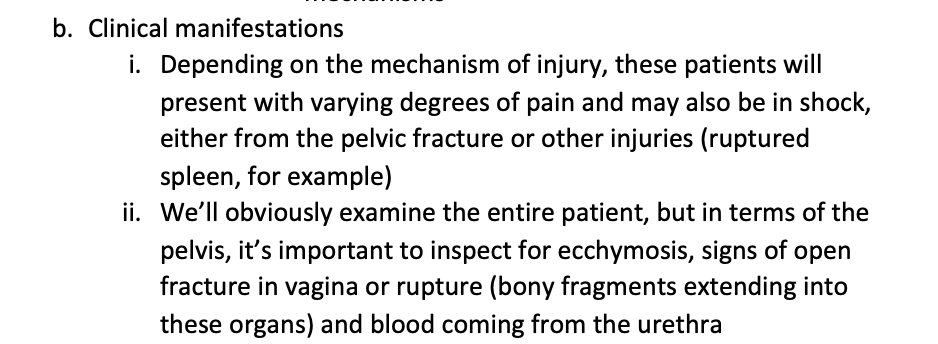 b. Clinical manifestations
i. Depending on the mechanism of injury, these patients will
present with varying degrees of pain and may also be in shock,
either from the pelvic fracture or other injuries (ruptured
spleen, for example)
ii. We’ll obviously examine the entire patient, but in terms of the
pelvis, it’s important to inspect for ecchymosis, signs of open
fracture in vagina or rupture (bony fragments extending into
these organs) and blood coming from the urethra